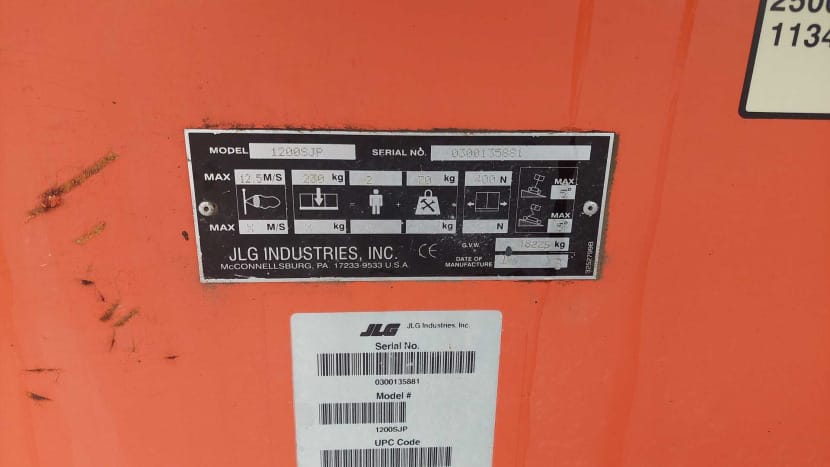 2500
1134
MODEL 1200SJP SERIAL NO. 0300135881
MAX 12.5 M/S 230 kg = 2 + 70 kg 400 N MAX
MAX
MAX M/S kg kg N
JLG INDUSTRIES, INC. CE G.V.W. 18225 kg
McCONNELLSBURG, PA. 17233-9533 U.S.A. DATE OF MANUFACTURE
3252799B
JLG JLG Industries, Inc.
Serial No.
0300135881
Model #
1200SJP
UPC Code